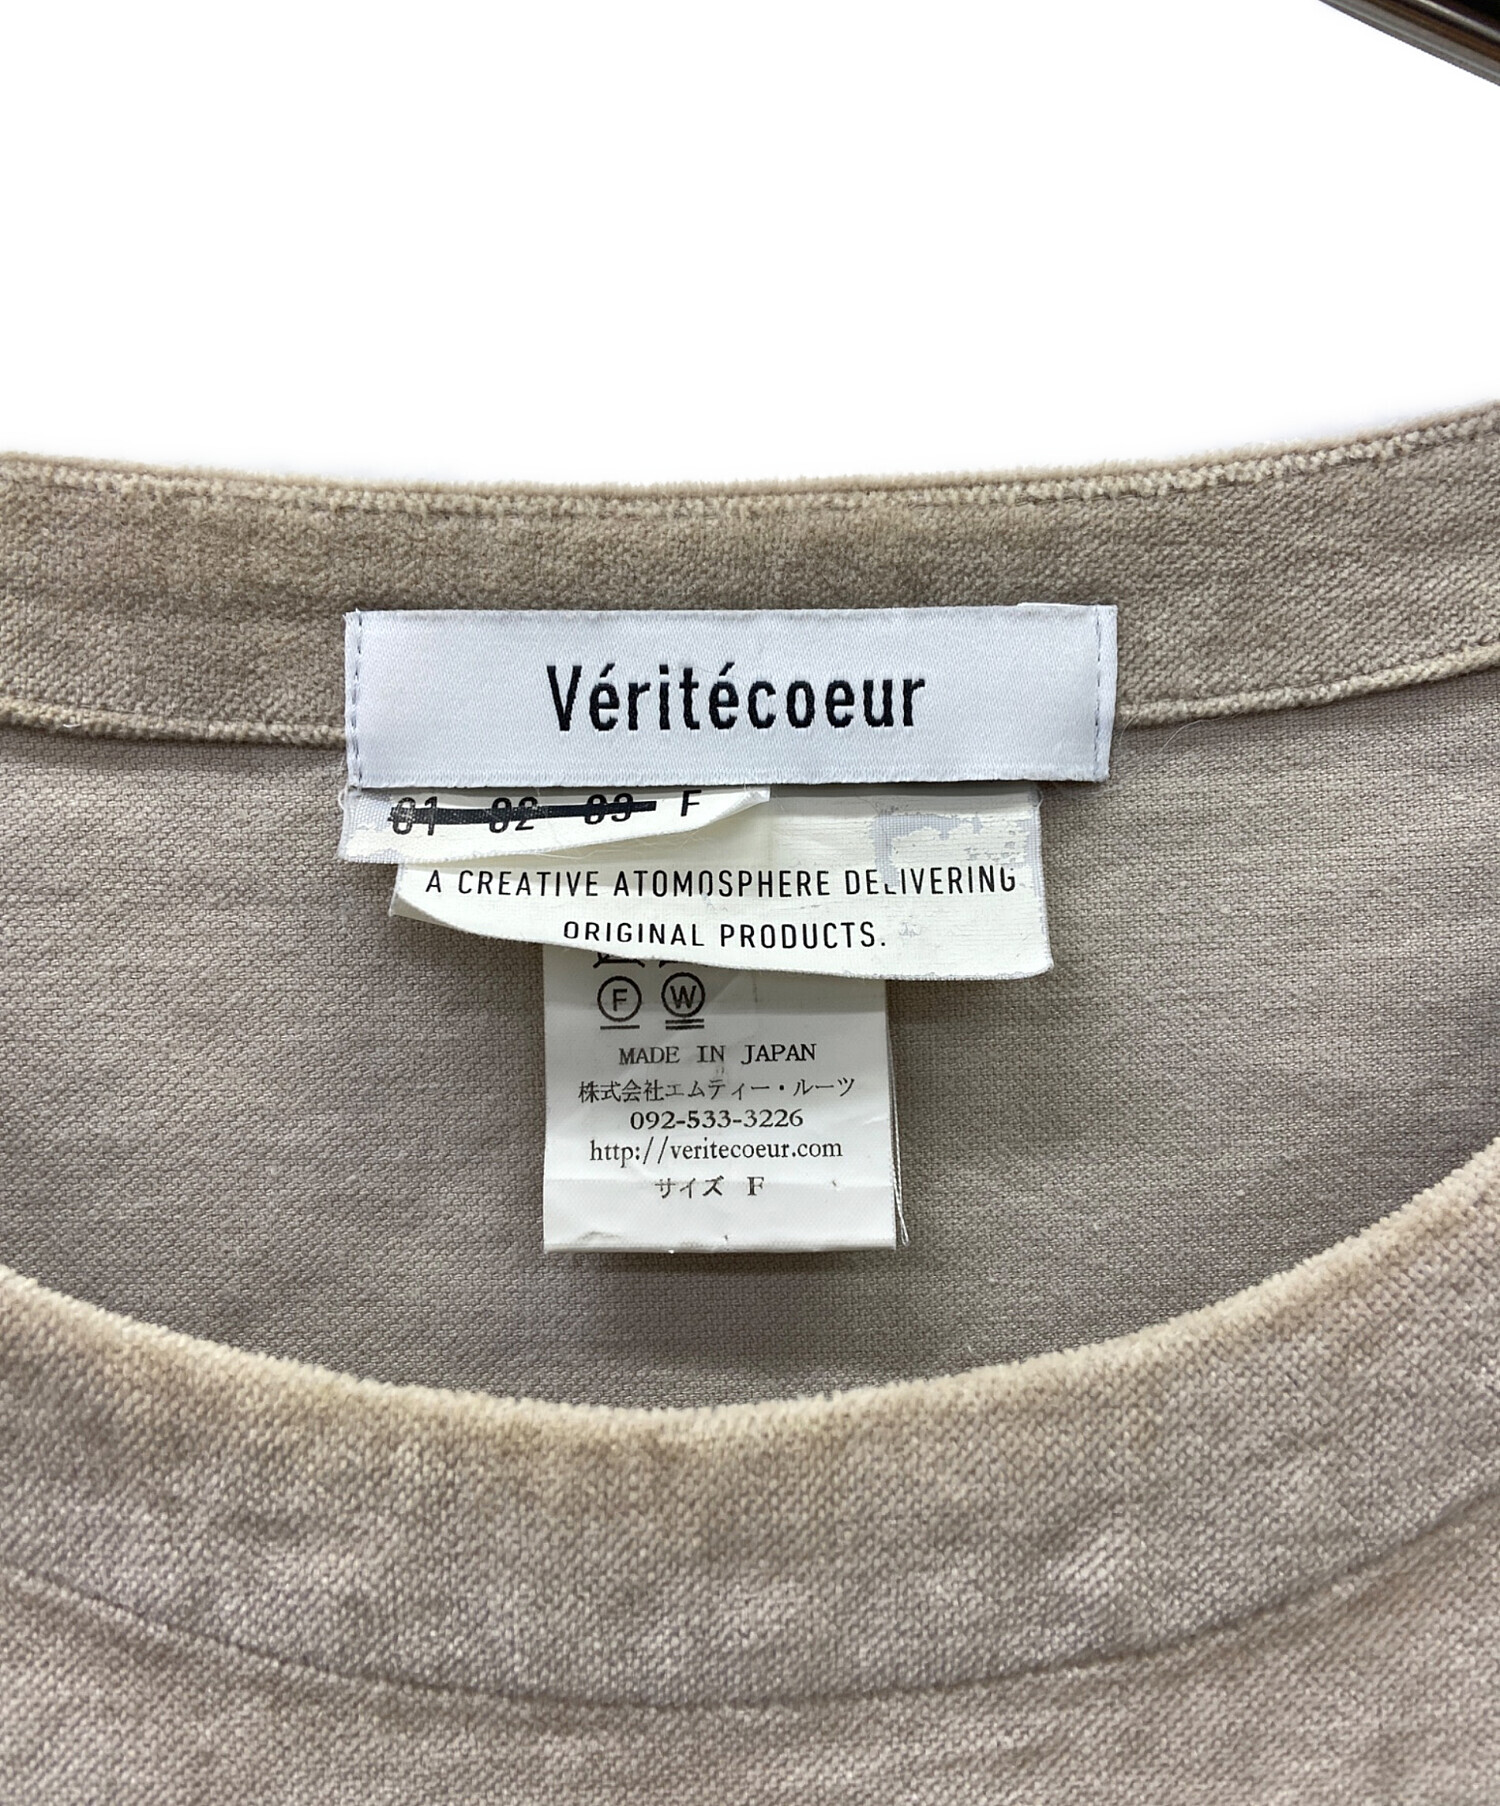 Véritécoeur
01 02 03 F
A CREATIVE ATOMOSPHERE DELIVERING
ORIGINAL PRODUCTS.
F W
MADE IN JAPAN
株式会社エムティー・ルーツ
092-533-3226
http://veritecoeur.com
サイズ F